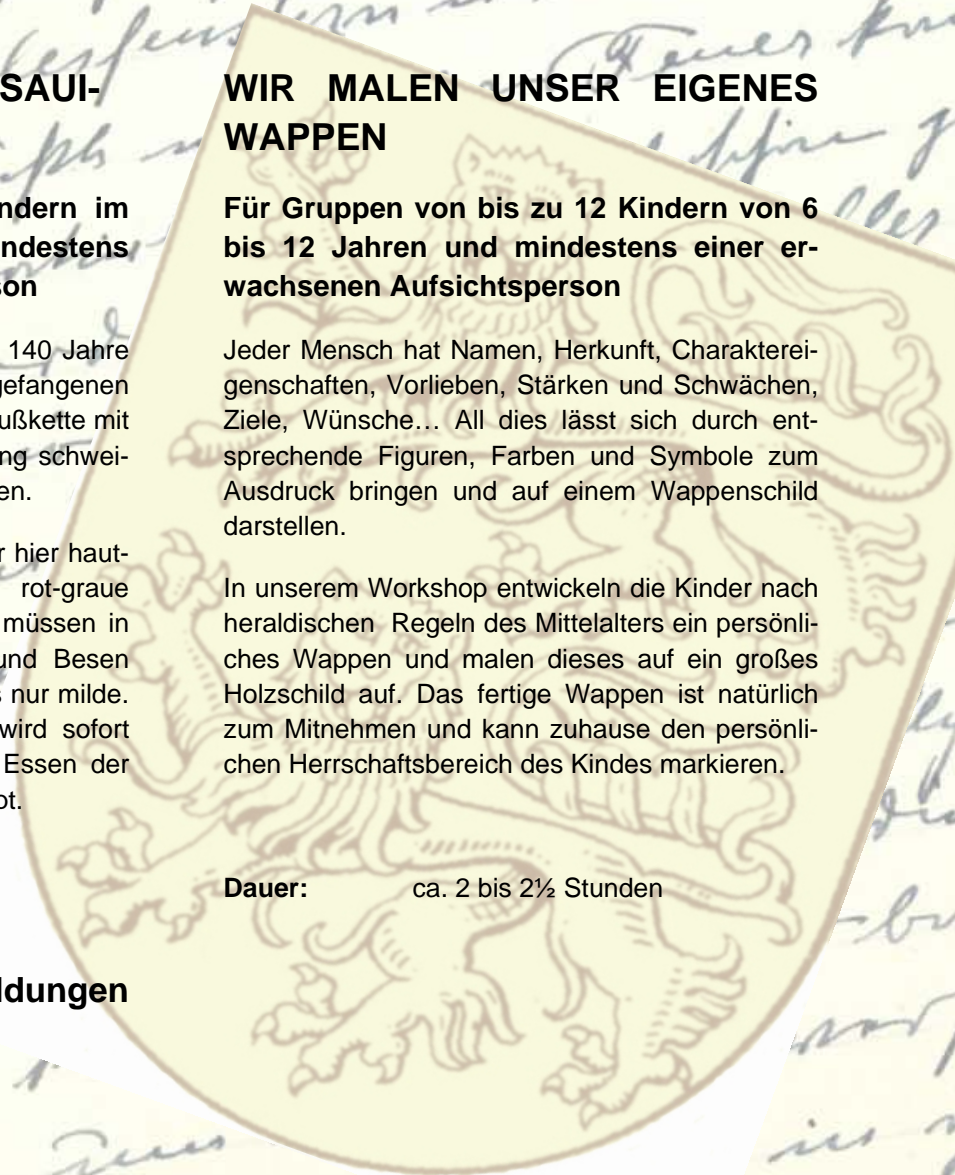 SAUI-
ndern im
ndestens
son
140 Jahre
gefangenen
ußkette mit
ng schwei-
en.
r hier haut-
rot-graue
müssen in
und Besen
s nur milde.
wird sofort
Essen der
ot.
ldungen
WIR MALEN UNSER EIGENES
WAPPEN
Für Gruppen von bis zu 12 Kindern von 6
bis 12 Jahren und mindestens einer er-
wachsenen Aufsichtsperson
Jeder Mensch hat Namen, Herkunft, Charakterei-
genschaften, Vorlieben, Stärken und Schwächen,
Ziele, Wünsche… All dies lässt sich durch ent-
sprechende Figuren, Farben und Symbole zum
Ausdruck bringen und auf einem Wappenschild
darstellen.
In unserem Workshop entwickeln die Kinder nach
heraldischen Regeln des Mittelalters ein persönli-
ches Wappen und malen dieses auf ein großes
Holzschild auf. Das fertige Wappen ist natürlich
zum Mitnehmen und kann zuhause den persönli-
chen Herrschaftsbereich des Kindes markieren.
Dauer: ca. 2 bis 2½ Stunden